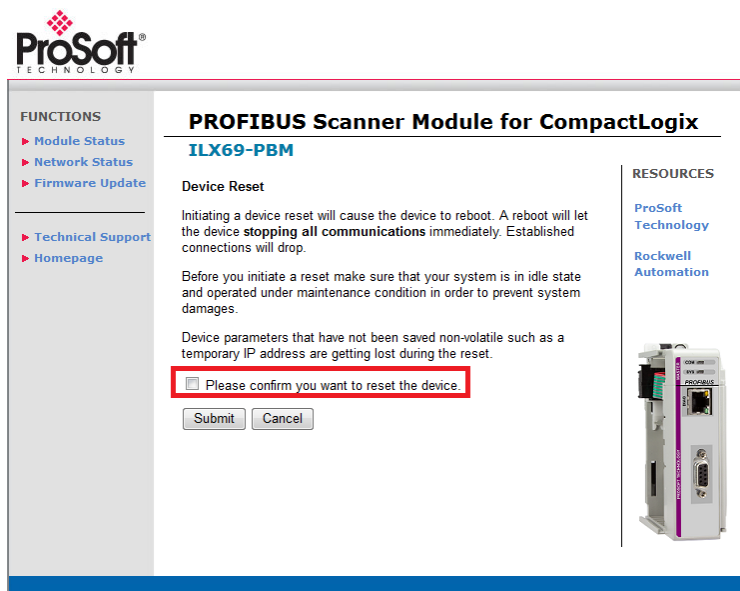 ProSoft®
TECHNOLOGY
FUNCTIONS
Module Status
Network Status
Firmware Update
Technical Support
Homepage
PROFIBUS Scanner Module for CompactLogix
ILX69-PBM
Device Reset
Initiating a device reset will cause the device to reboot. A reboot will let
the device stopping all communications immediately. Established
connections will drop.
Before you initiate a reset make sure that your system is in idle state
and operated under maintenance condition in order to prevent system
damages.
Device parameters that have not been saved non-volatile such as a
temporary IP address are getting lost during the reset.
Please confirm you want to reset the device.
Submit Cancel
RESOURCES
ProSoft
Technology
Rockwell
Automation
COM
SYS
MASTER
PROFIBUS
PROSOFT TECHNOLOGY